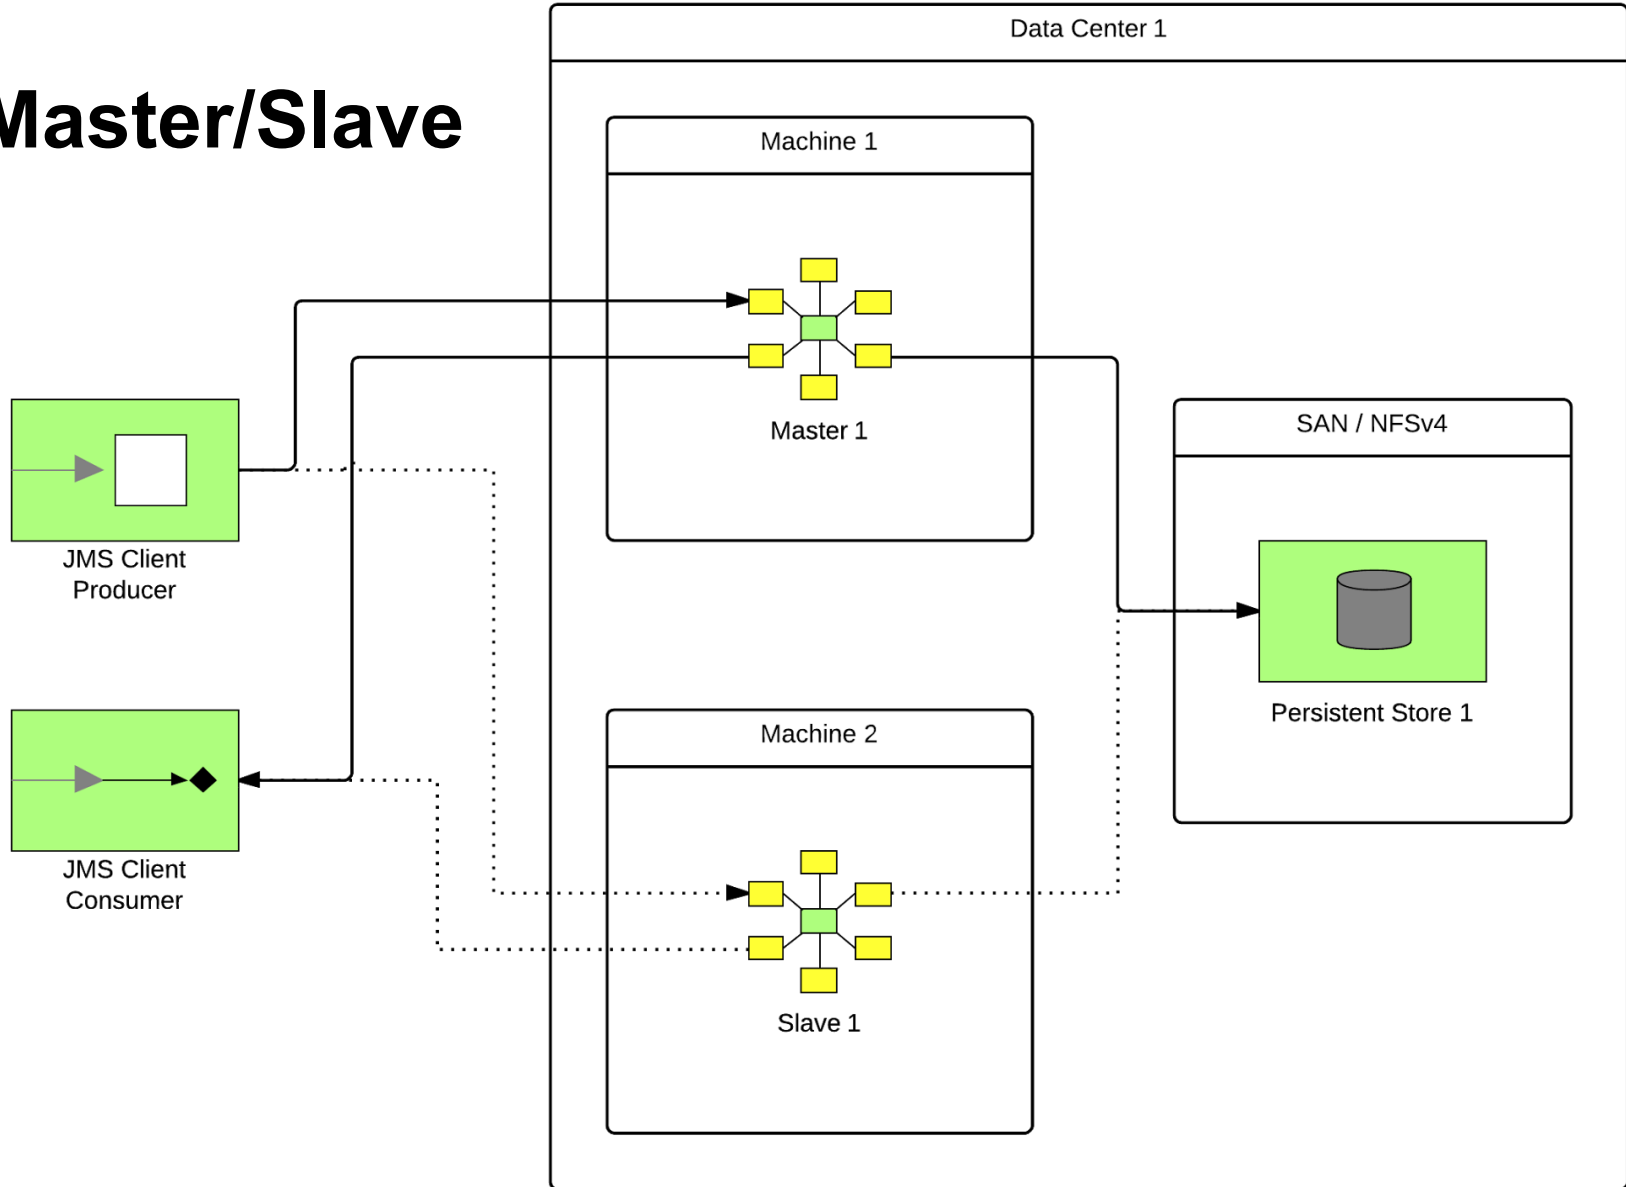 Master/Slave
Data Center 1
Machine 1
Master 1
SAN / NFSv4
Persistent Store 1
JMS Client
Producer
JMS Client
Consumer
Machine 2
Slave 1